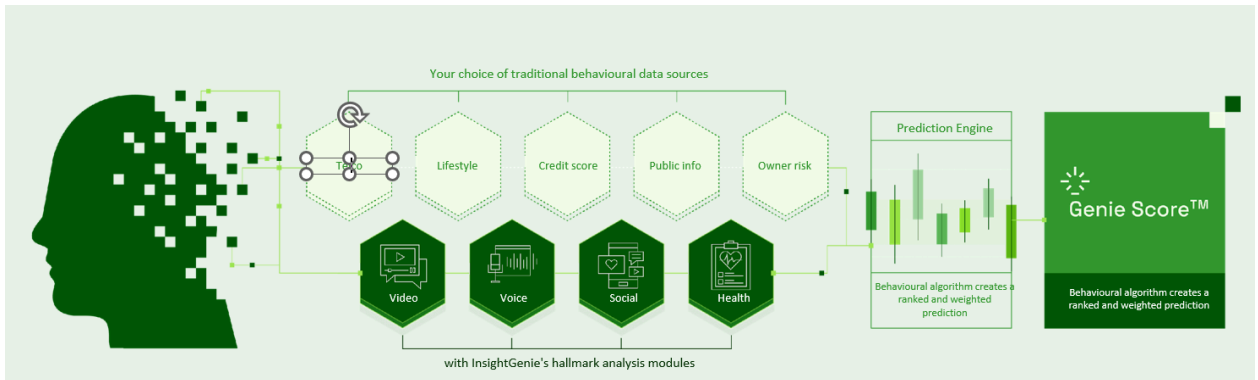 Your choice of traditional behavioural data sources
Lifestyle
Credit score
Public info
Owner risk
Prediction Engine
Genie Score™
Video
Voice
Social
Health
Behavioural algorithm creates a
ranked and weighted
prediction
Behavioural algorithm creates a
ranked and weighted prediction
with InsightGenie's hallmark analysis modules